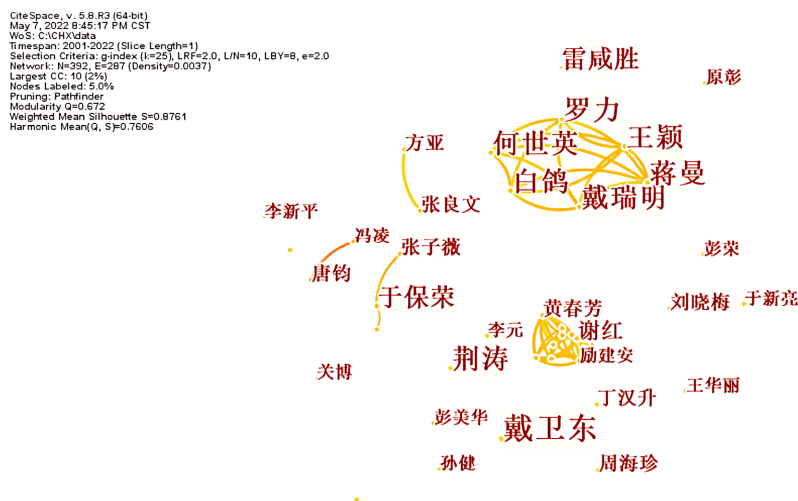 CiteSpace, v. 5.8.R3 (64-bit)
May 7, 2022 8:45:17 PM CST
WoS: C:\CHX\data
Timespan: 2001-2022 (Slice Length=1)
Selection Criteria: g-index (k=25), LRF=2.0, L/N=10, LBY=8, e=2.0
Network: N=392, E=287 (Density=0.0037)
Largest CC: 10 (2%)
Nodes Labeled: 5.0%
Pruning: Pathfinder
Modularity Q=0.672
Weighted Mean Silhouette S=0.8761
Harmonic Mean(Q, S)=0.7606
雷咸胜
原彰
罗力
王颖
何世英
方亚
蒋曼
白鸽
戴瑞明
张良文
李新平
冯凌
张子薇
彭荣
唐钧
于保荣
刘晓梅
于新亮
黄春芳
李元
谢红
荆涛
励建安
关博
王华丽
丁汉升
彭美华
戴卫东
孙健
周海珍